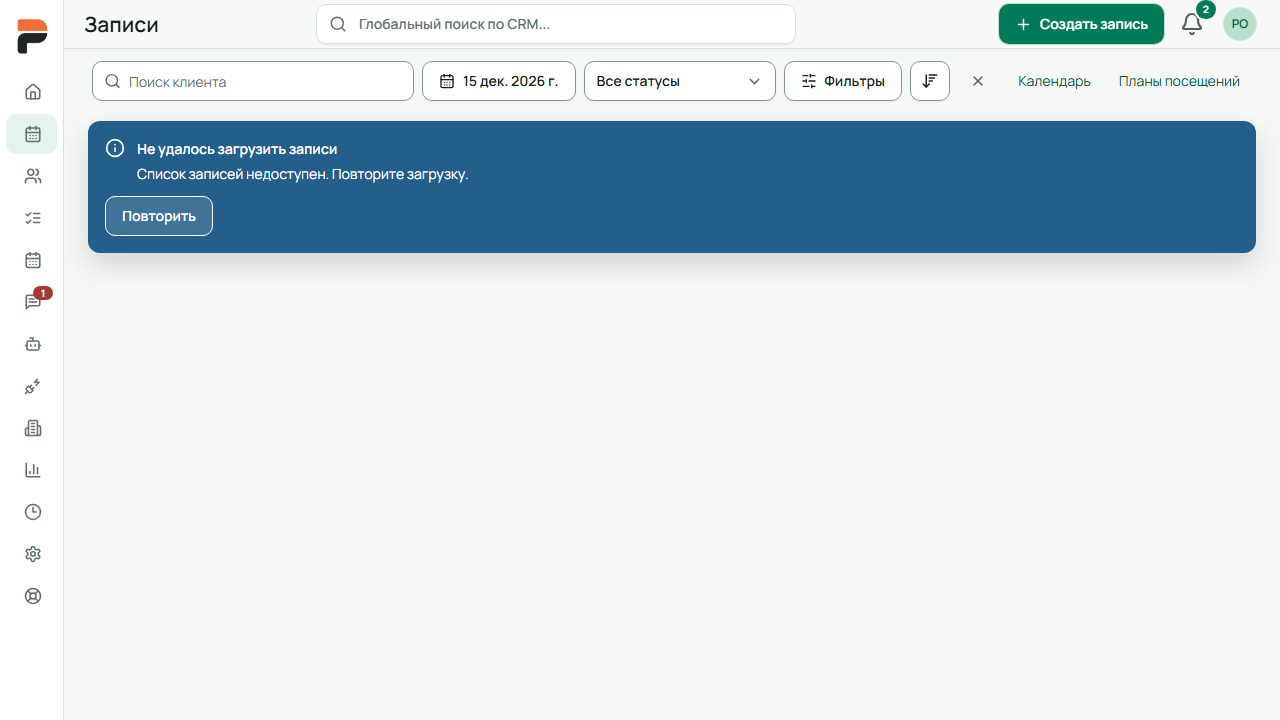 Записи
Глобальный поиск по CRM...
Создать запись
2
PO
Поиск клиента
15 дек. 2026 г.
Все статусы
Фильтры
Календарь
Планы посещений
Не удалось загрузить записи
Список записей недоступен. Повторите загрузку.
Повторить
1